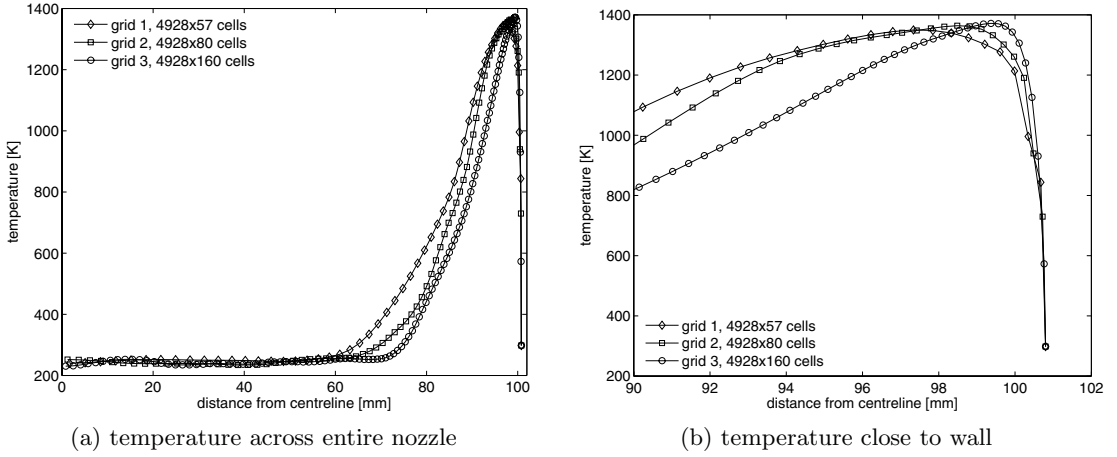 temperature [K]
1400
1200
1000
800
600
400
200
0
20
40
60
80
100
distance from centreline [mm]
grid 1, 4928x57 cells
grid 2, 4928x80 cells
grid 3, 4928x160 cells
(a) temperature across entire nozzle
temperature [K]
1400
1200
1000
800
600
400
200
90
92
94
96
98
100
102
distance from centreline [mm]
grid 1, 4928x57 cells
grid 2, 4928x80 cells
grid 3, 4928x160 cells
(b) temperature close to wall